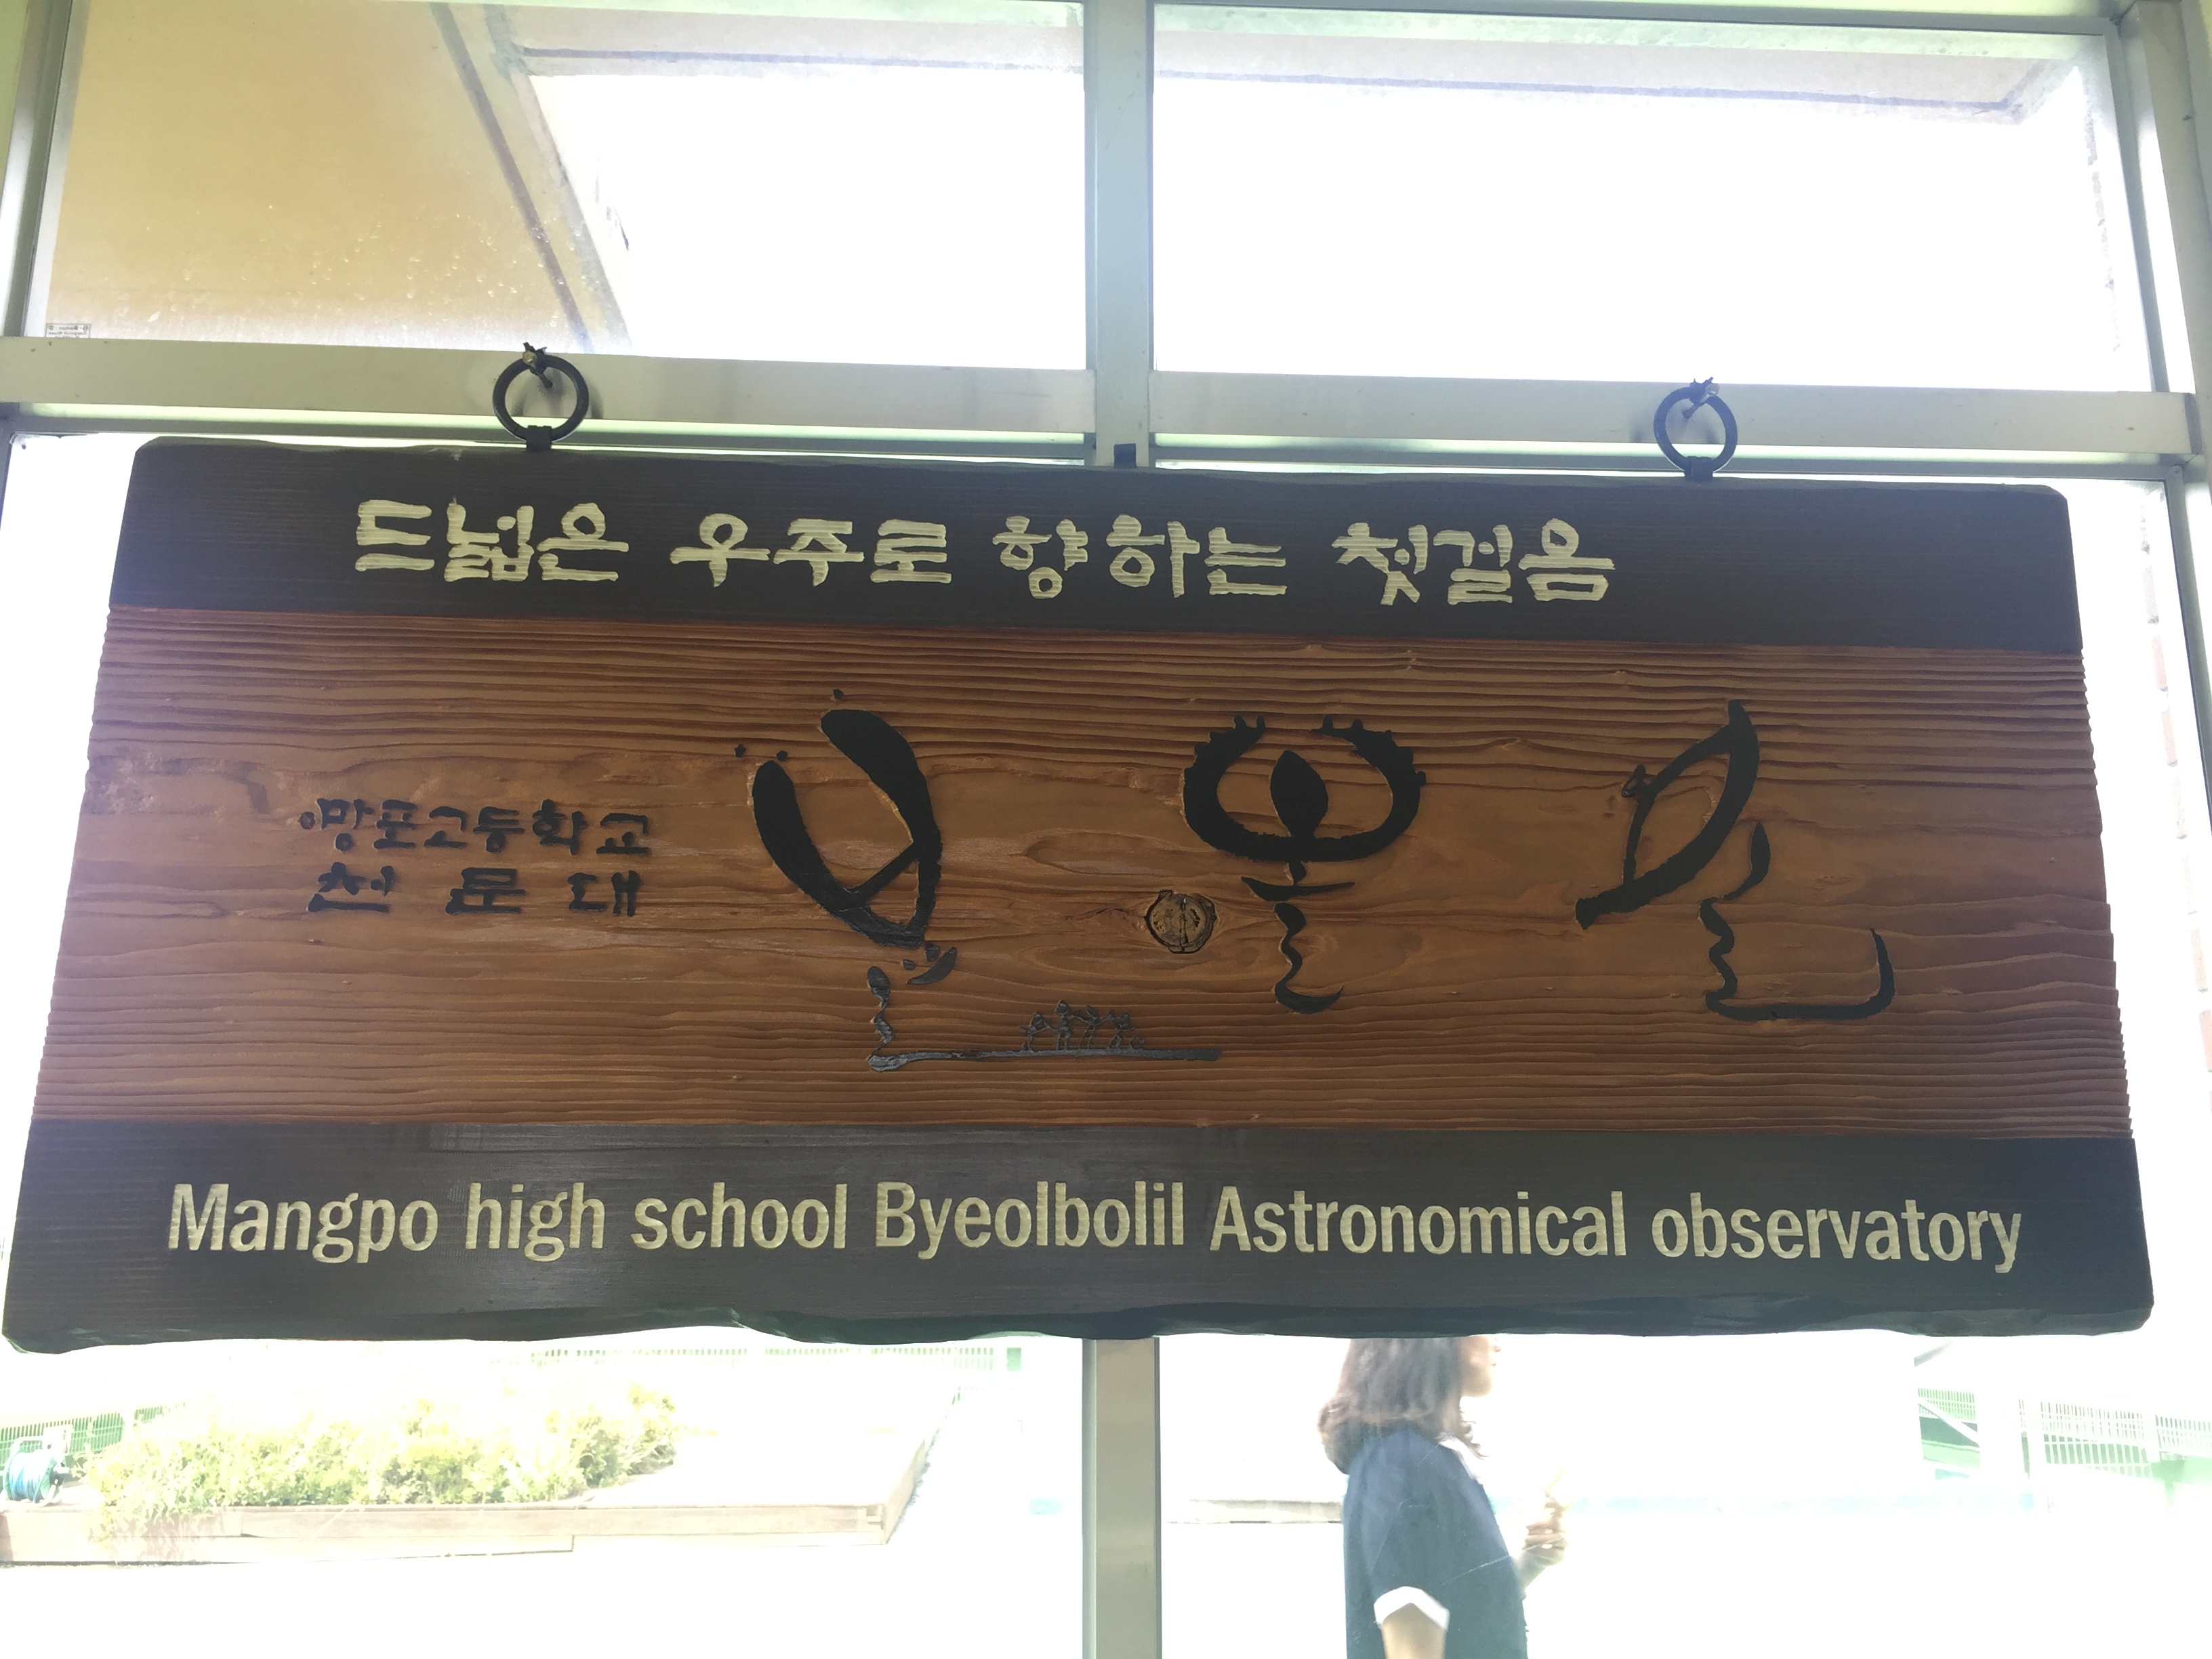 드넓은 우주로 향하는 첫걸음
망포고등학교
천문대
별볼일
Mangpo high school Byeolbolil Astronomical observatory